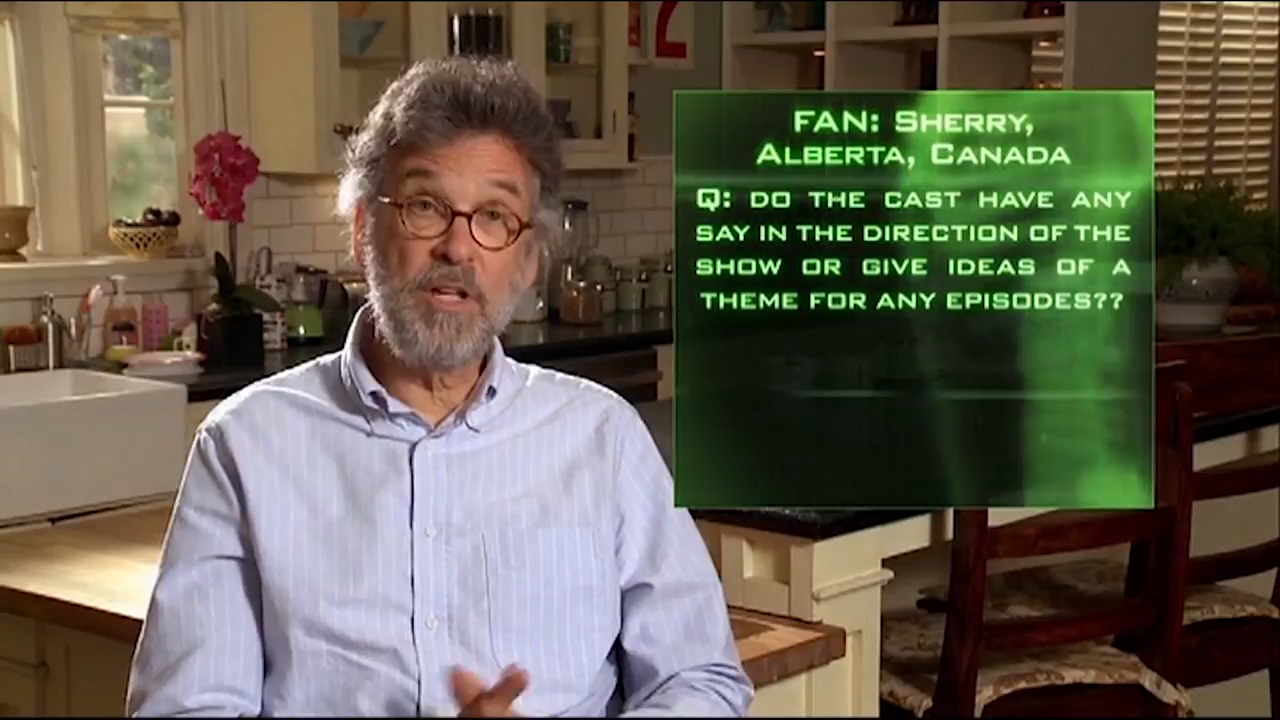 FAN: SHERRY,
ALBERTA, CANADA
Q: DO THE CAST HAVE ANY
SAY IN THE DIRECTION OF THE
SHOW OR GIVE IDEAS OF A
THEME FOR ANY EPISODES??
2